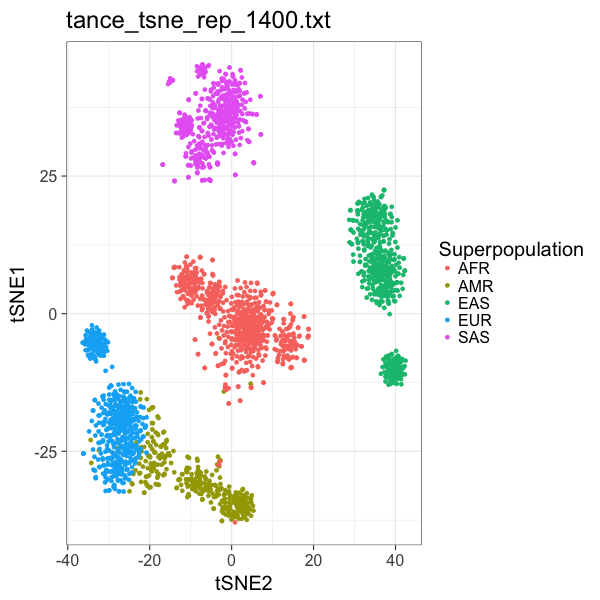 tance_tsne_rep_1400.txt
25
0
-25
tSNE1
-40 -20 0 20 40
tSNE2
Superpopulation
AFR
AMR
EAS
EUR
SAS